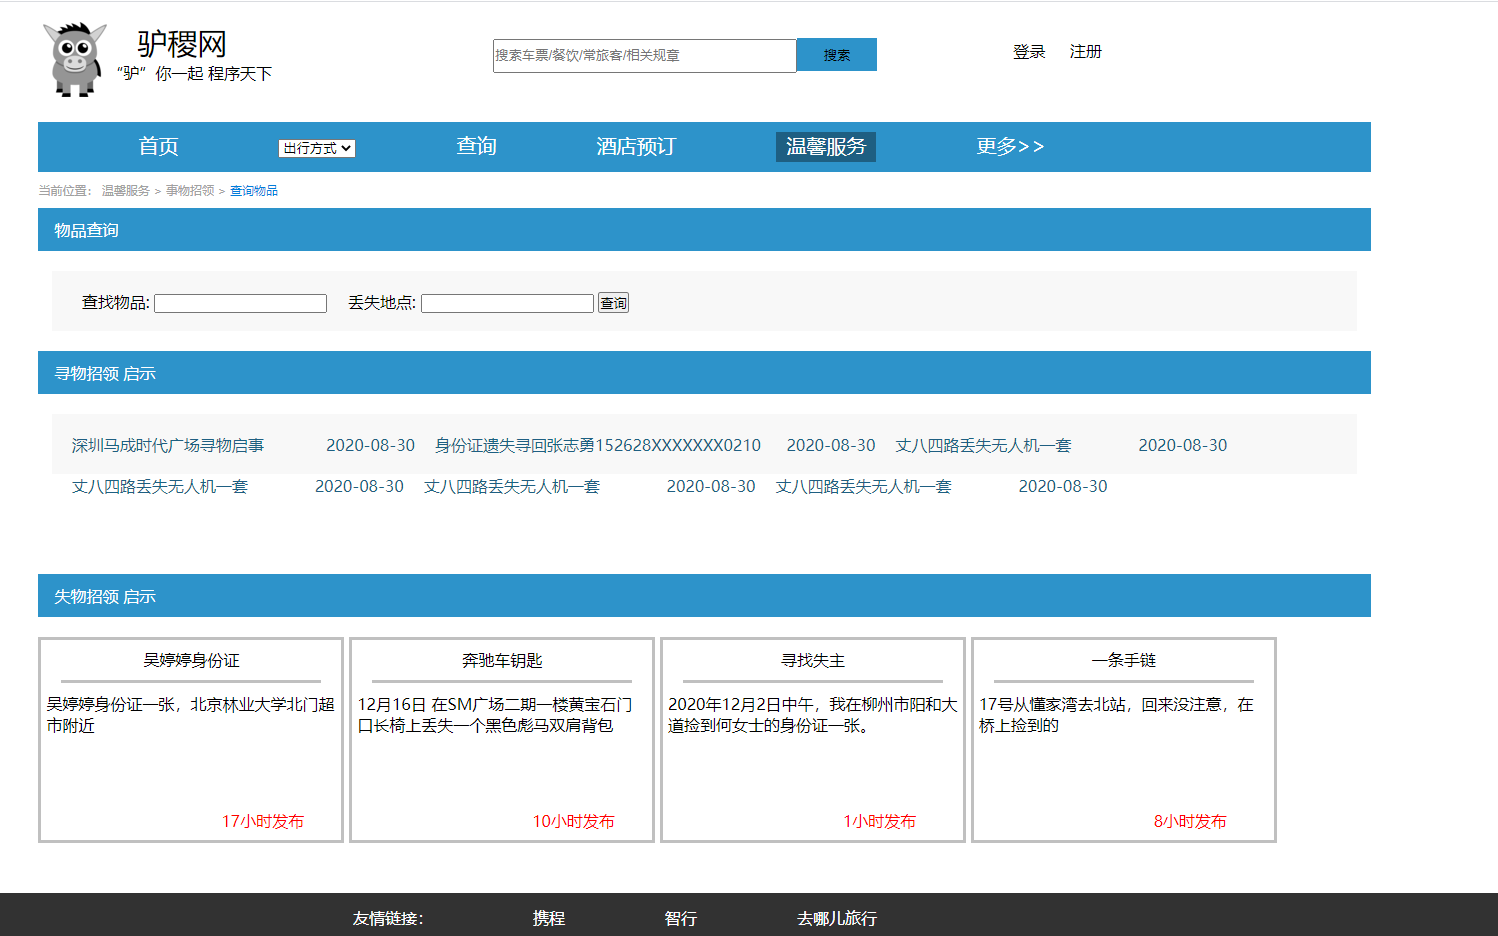 驴稷网
“驴”你一起 程序天下
搜索车票/餐饮/常旅客/相关规章 搜索
登录 注册
首页 出行方式 查询 酒店预订 温馨服务 更多>>
当前位置: 温馨服务 > 事物招领 > 查询物品
物品查询
查找物品: 丢失地点: 查询
寻物招领 启示
深圳马成时代广场寻物启事 2020-08-30 身份证遗失寻回张志勇152628XXXXXXX0210 2020-08-30 丈八四路丢失无人机一套 2020-08-30
丈八四路丢失无人机一套 2020-08-30 丈八四路丢失无人机一套 2020-08-30 丈八四路丢失无人机一套 2020-08-30
失物招领 启示
吴婷婷身份证
吴婷婷身份证一张，北京林业大学北门超
市附近
17小时发布
奔驰车钥匙
12月16日 在SM广场二期一楼黄宝石门
口长椅上丢失一个黑色彪马双肩背包
10小时发布
寻找失主
2020年12月2日中午，我在柳州市阳和大
道捡到何女士的身份证一张。
1小时发布
一条手链
17号从懂家湾去北站，回来没注意，在
桥上捡到的
8小时发布
友情链接: 携程 智行 去哪儿旅行